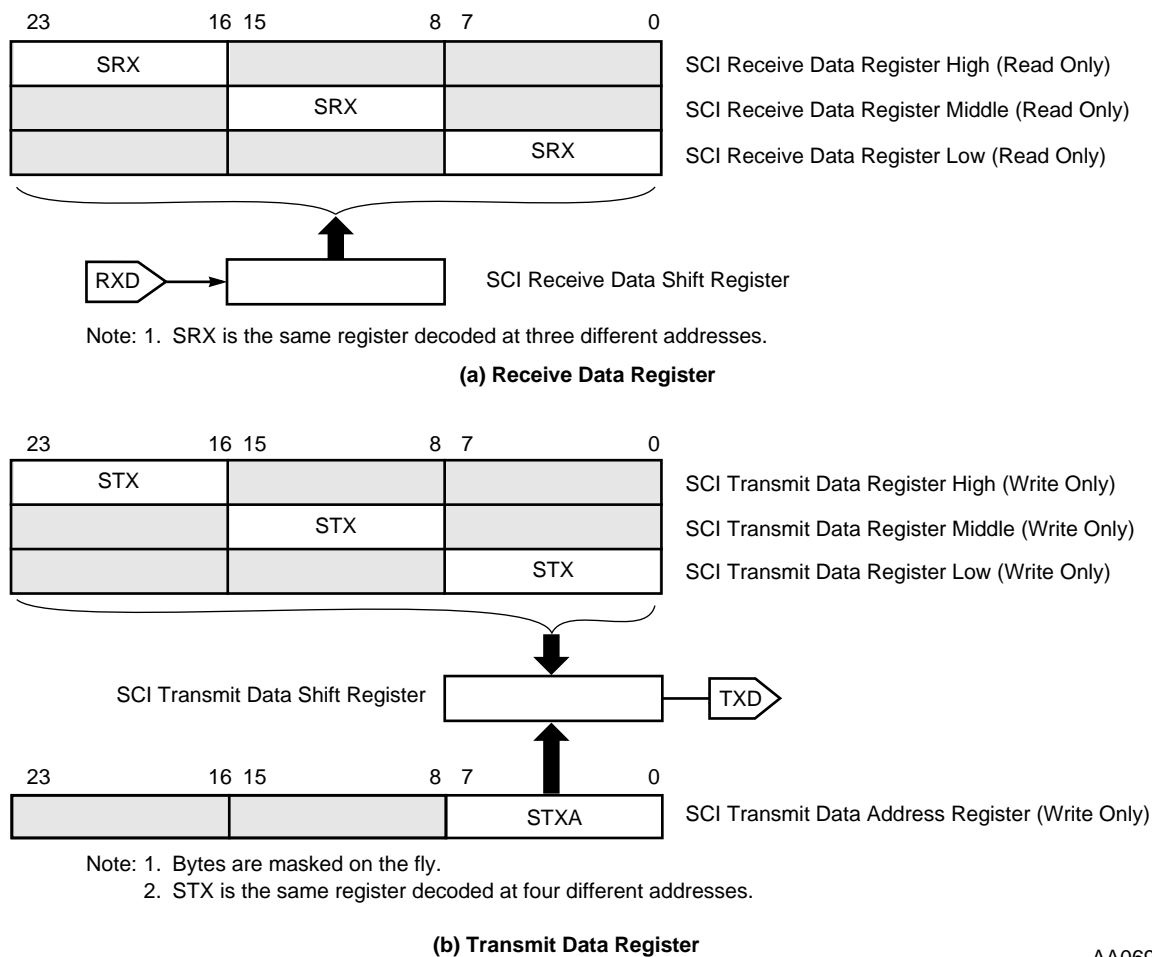 23 16 15 8 7 0
SRX SCI Receive Data Register High (Read Only)
SRX SCI Receive Data Register Middle (Read Only)
SRX SCI Receive Data Register Low (Read Only)
RXD SCI Receive Data Shift Register
Note: 1. SRX is the same register decoded at three different addresses.
(a) Receive Data Register
23 16 15 8 7 0
STX SCI Transmit Data Register High (Write Only)
STX SCI Transmit Data Register Middle (Write Only)
STX SCI Transmit Data Register Low (Write Only)
SCI Transmit Data Shift Register TXD
23 16 15 8 7 0
STXA SCI Transmit Data Address Register (Write Only)
Note: 1. Bytes are masked on the fly.
2. STX is the same register decoded at four different addresses.
(b) Transmit Data Register